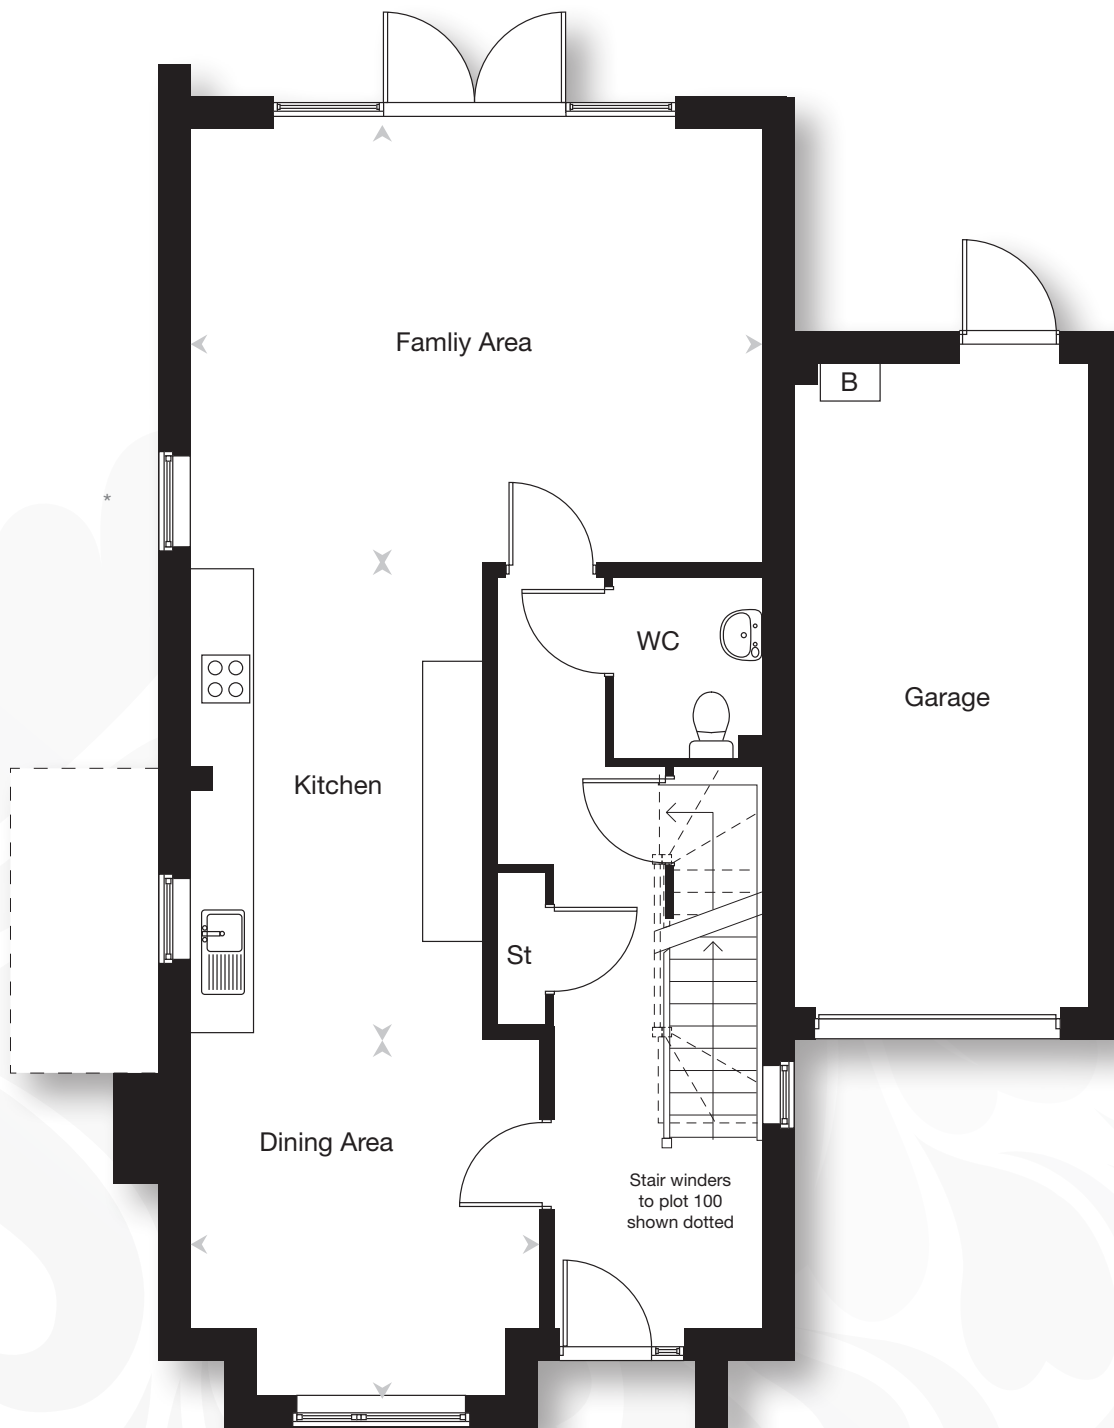 Famliy Area
B
*
WC
Garage
Kitchen
St
Dining Area
Stair winders
to plot 100
shown dotted